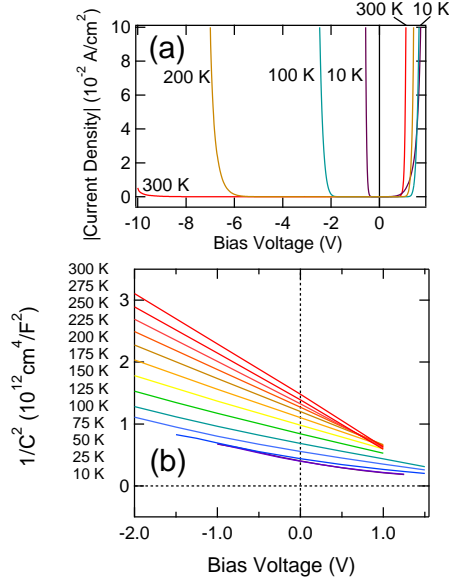 300 K 10 K
10
(a)
200 K
100 K 10 K
300 K
8
6
4
2
0
|Current Density| (10⁻² A/cm²)
-10 -8 -6 -4 -2 0
Bias Voltage (V)
300 K
275 K
250 K
225 K
200 K
175 K
150 K
125 K
100 K
75 K
50 K
25 K
10 K
3
2
1
0
1/C² (10¹²cm⁴/F²)
(b)
-2.0 -1.0 0.0 1.0
Bias Voltage (V)